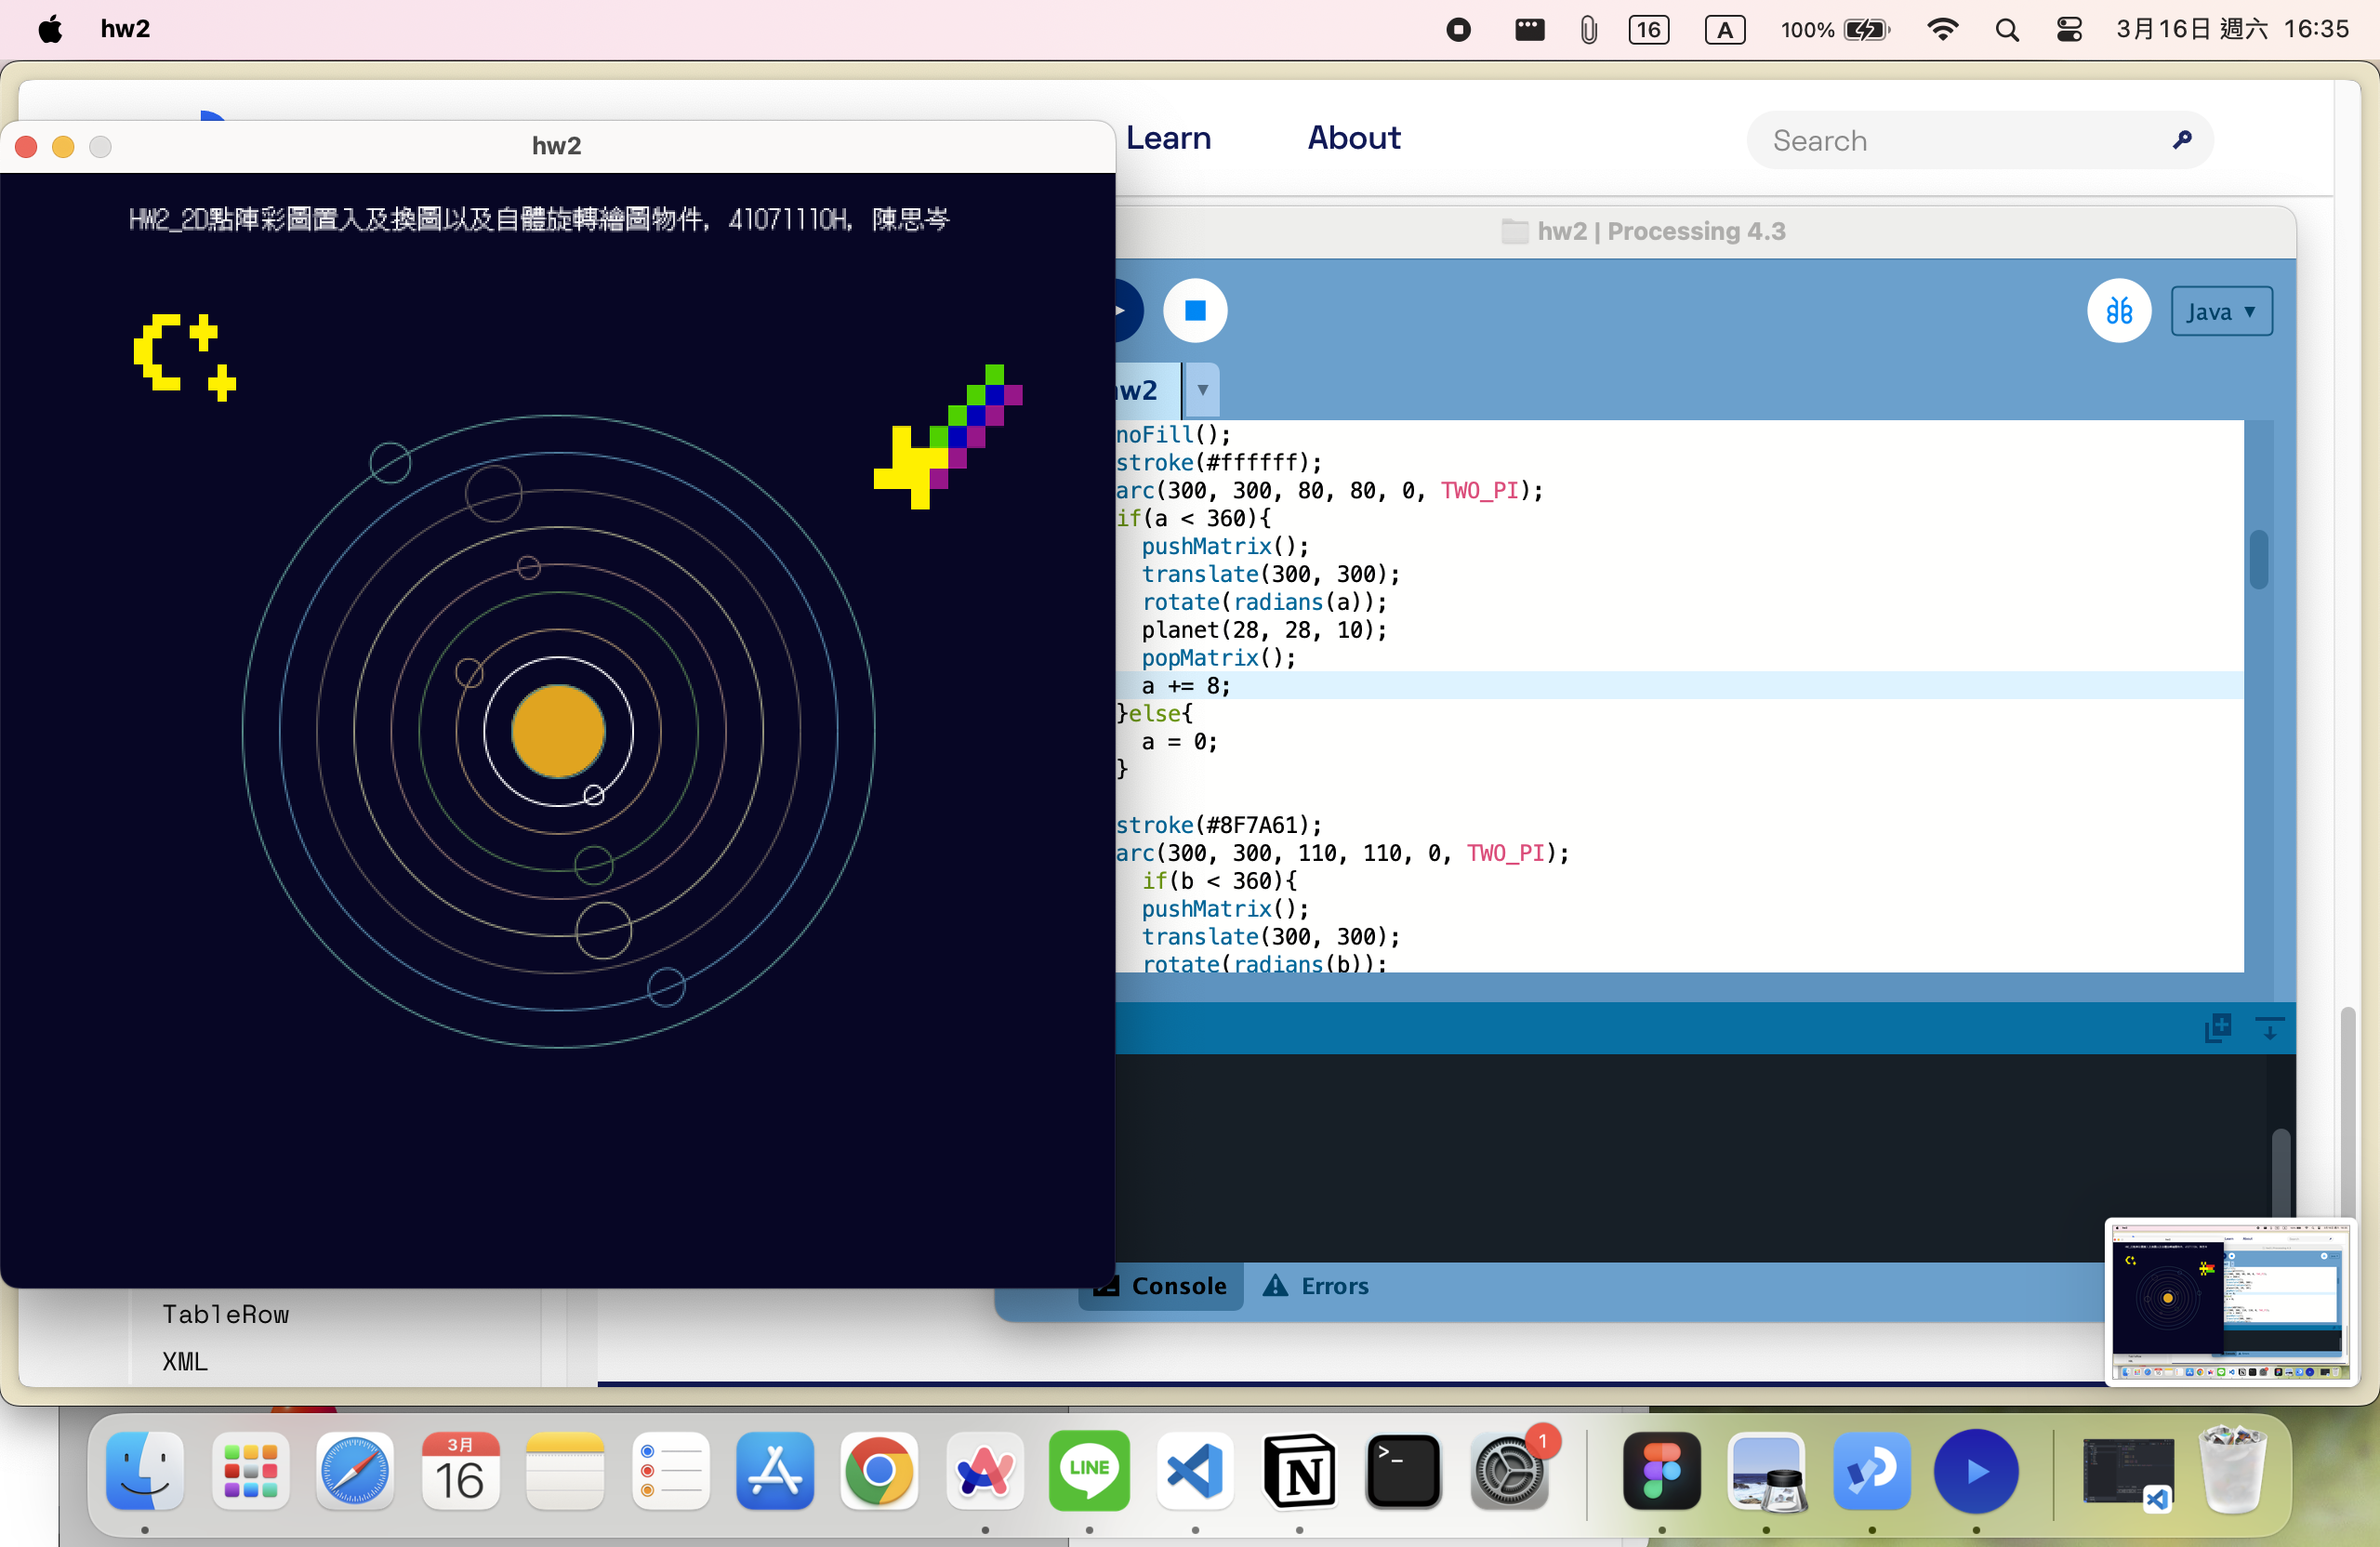 hw2
16
A
100%
3月16日 週六 16:35
Learn
About
Search
hw2
HW2_2D點陣彩圖置入及換圖以及自體旋轉繪圖物件, 41071110H, 陳思岑
hw2 | Processing 4.3
Java
hw2
noFill();
stroke(#ffffff);
arc(300, 300, 80, 80, 0, TWO_PI);
if(a < 360){
pushMatrix();
translate(300, 300);
rotate(radians(a));
planet(28, 28, 10);
popMatrix();
a += 8;
}else{
a = 0;
}
stroke(#8F7A61);
arc(300, 300, 110, 110, 0, TWO_PI);
if(b < 360){
pushMatrix();
translate(300, 300);
rotate(radians(b));
Console
Errors
TableRow
XML
3月
16
LINE
1